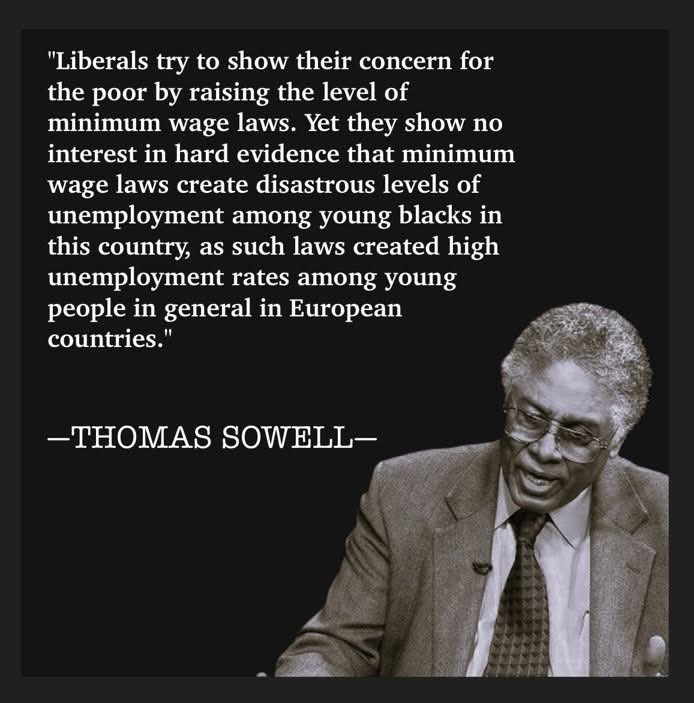 "Liberals try to show their concern for
the poor by raising the level of
minimum wage laws. Yet they show no
interest in hard evidence that minimum
wage laws create disastrous levels of
unemployment among young blacks in
this country, as such laws created high
unemployment rates among young
people in general in European
countries."
—THOMAS SOWELL—